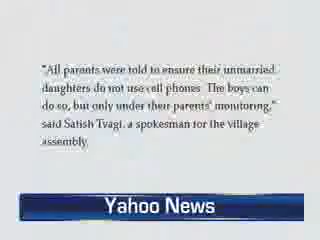 "All parents were told to ensure their unmarried
daughters do not use cell phones. The boys can
do so, but only under their parents' monitoring,"
said Satish Tyagi, a spokesman for the village
assembly.
Yahoo News